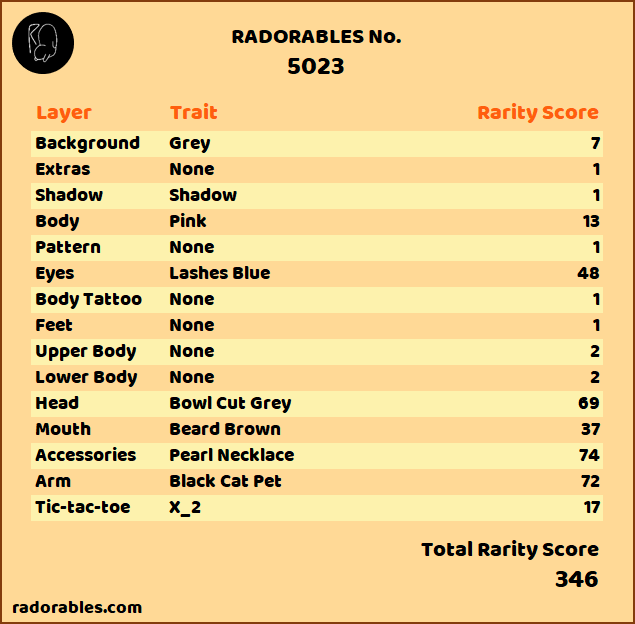 RADORABLES No.
5023
Layer Trait Rarity Score
Background Grey 7
Extras None 1
Shadow Shadow 1
Body Pink 13
Pattern None 1
Eyes Lashes Blue 48
Body Tattoo None 1
Feet None 1
Upper Body None 2
Lower Body None 2
Head Bowl Cut Grey 69
Mouth Beard Brown 37
Accessories Pearl Necklace 74
Arm Black Cat Pet 72
Tic-tac-toe X_2 17
Total Rarity Score
346
radorables.com